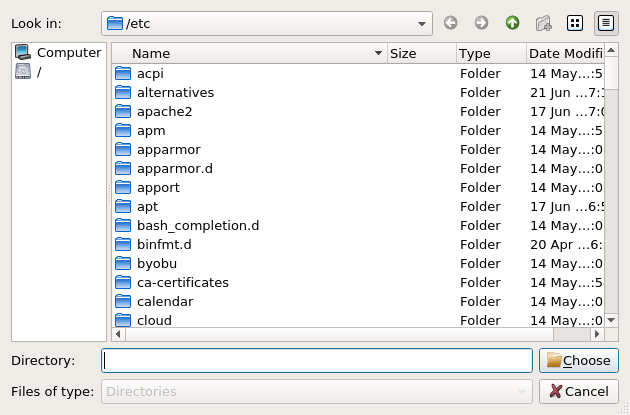 Look in: /etc
Computer
/
Name Size Type Date Modifi
acpi Folder 14 May...:5
alternatives Folder 21 Jun ...7:
apache2 Folder 17 Jun ...7:0
apm Folder 14 May...:5
apparmor Folder 14 May...:0
apparmor.d Folder 14 May...:0
apport Folder 14 May...:0
apt Folder 17 Jun ...6:5
bash_completion.d Folder 14 May...:0
binfmt.d Folder 20 Apr ...6:
byobu Folder 14 May...:0
ca-certificates Folder 14 May...:5
calendar Folder 14 May...:0
cloud Folder 14 May...:0
Directory: Choose
Files of type: Directories Cancel